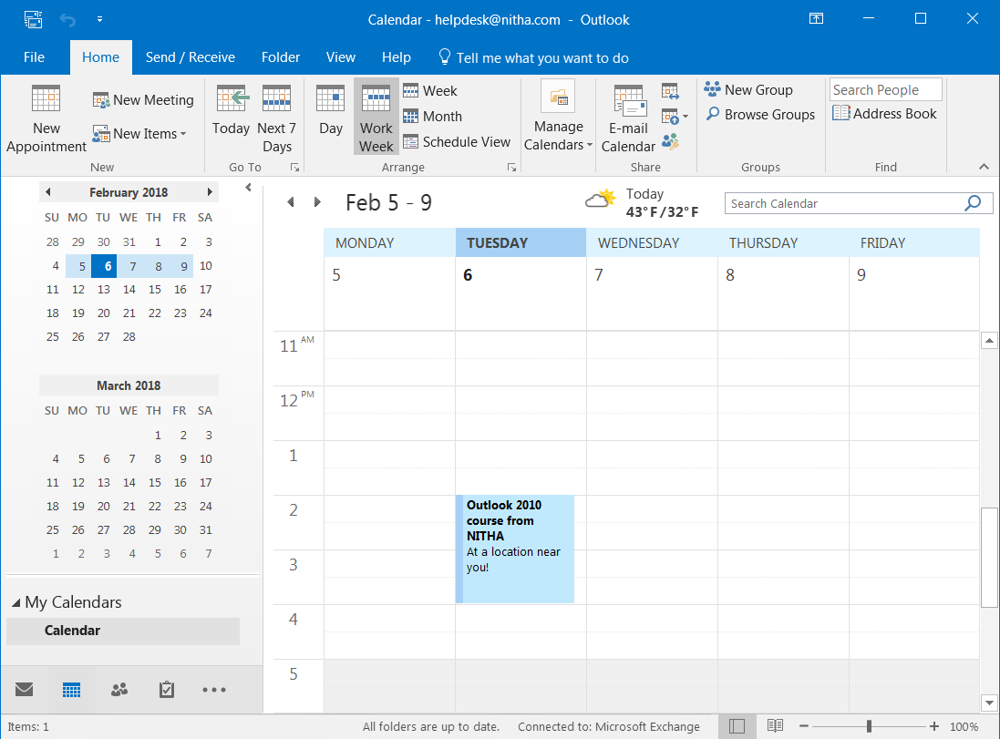 Calendar - helpdesk@nitha.com - Outlook
File Home Send / Receive Folder View Help Tell me what you want to do
New Appointment
New Meeting
New Items
New
Today
Next 7 Days
Go To
Day
Work Week
Week
Month
Schedule View
Arrange
Manage Calendars
E-mail Calendar
Share
New Group
Browse Groups
Groups
Search People
Address Book
Find
February 2018
SU MO TU WE TH FR SA
28 29 30 31 1 2 3
4 5 6 7 8 9 10
11 12 13 14 15 16 17
18 19 20 21 22 23 24
25 26 27 28
March 2018
SU MO TU WE TH FR SA
1 2 3
4 5 6 7 8 9 10
11 12 13 14 15 16 17
18 19 20 21 22 23 24
25 26 27 28 29 30 31
1 2 3 4 5 6 7
My Calendars
Calendar
Feb 5 - 9
Today
43°F/32°F
Search Calendar
MONDAY TUESDAY WEDNESDAY THURSDAY FRIDAY
5 6 7 8 9
11 AM
12 PM
1
2
3
4
5
Outlook 2010
course from
NITHA
At a location near
you!
Items: 1 All folders are up to date. Connected to: Microsoft Exchange 100%